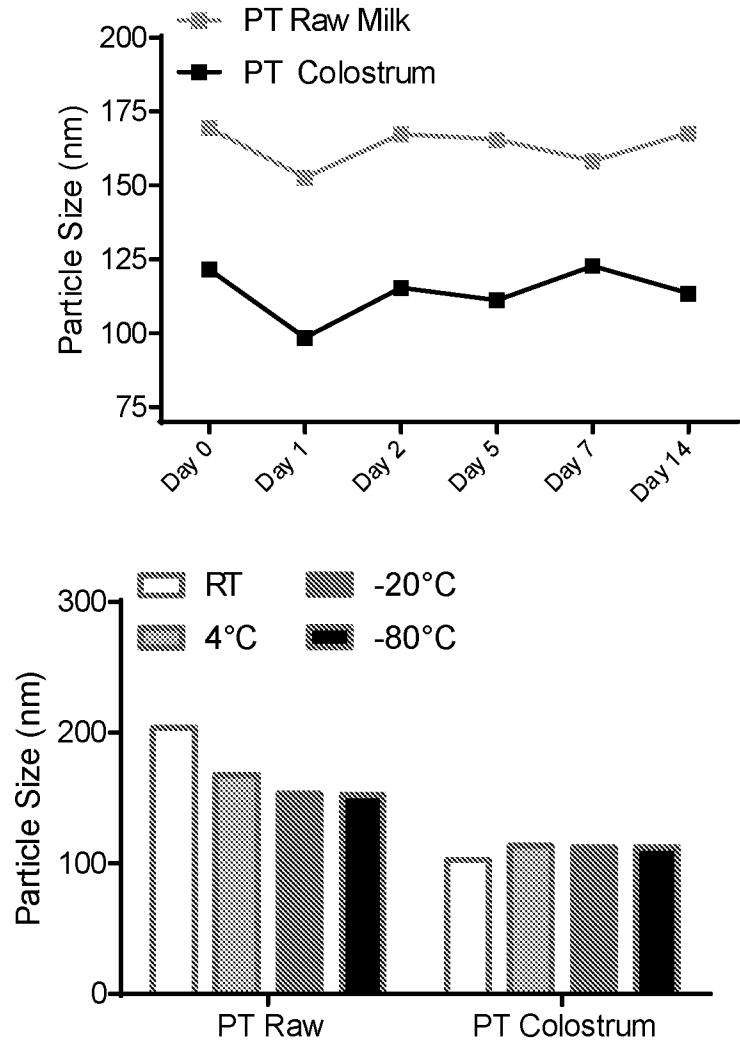 PT Raw Milk
PT Colostrum
Particle Size (nm)
200
175
150
125
100
75
Day 0
Day 1
Day 2
Day 5
Day 7
Day 14
RT
-20°C
4°C
-80°C
Particle Size (nm)
300
200
100
0
PT Raw
PT Colostrum